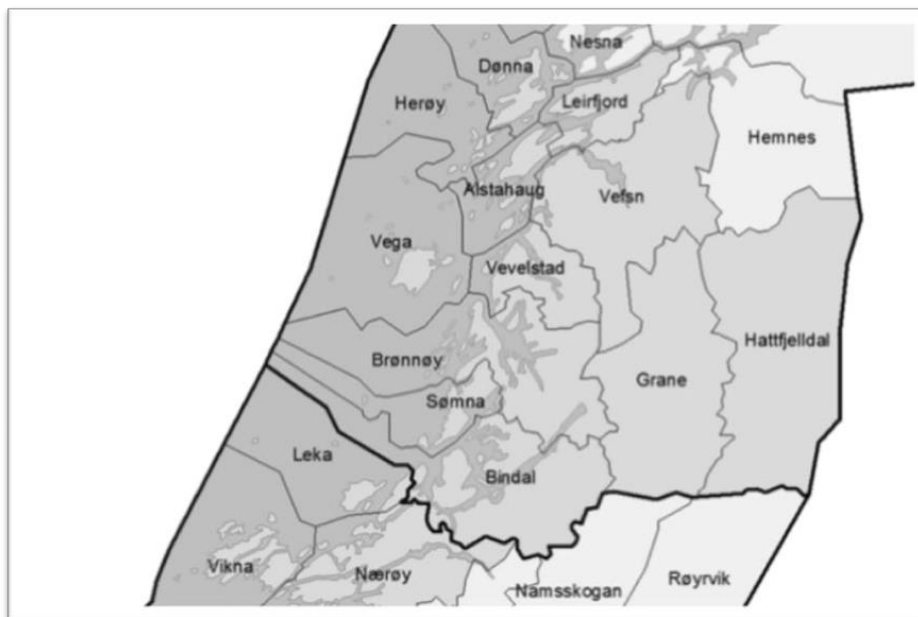 Nesna
Dønna
Herøy
Leirfjord
Hemnes
Alstahaug
Vefsn
Vega
Vevelstad
Hattfjelldal
Brønnøy
Grane
Sømna
Leka
Bindal
Vikna
Nærøy
Namsskogan
Røyrvik